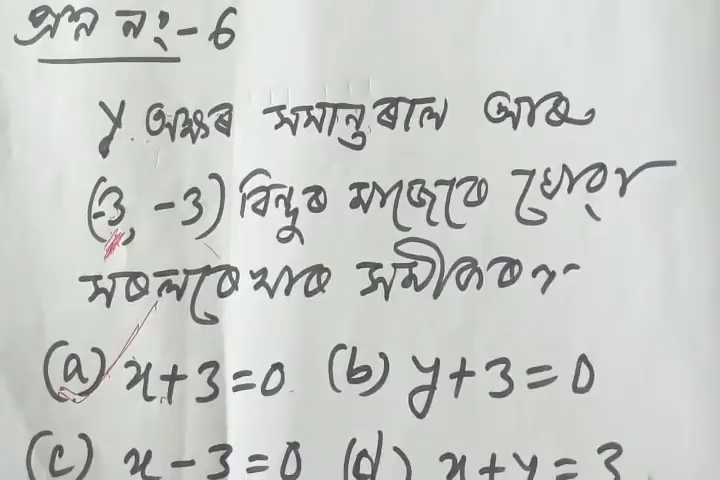 প্ৰশ্ন নং:-6
y অক্ষৰ সমান্তৰাল আৰু
(-3, -3) বিন্দুৰ মাজেৰে যোৱা
সৰলৰেখাৰ সমীকৰণ
(a) x+3=0 (b) y+3=0
(c) x-3=0 (d) x+y=3